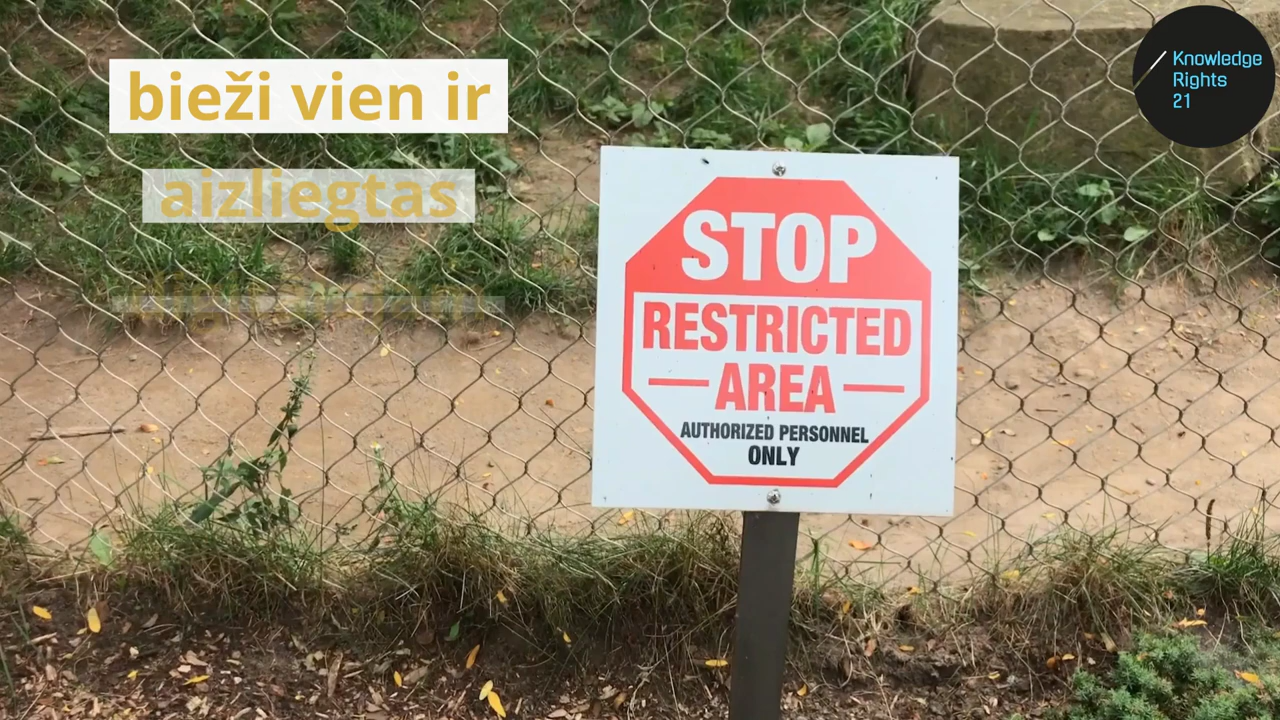 bieži vien ir
aizliegtas
STOP
RESTRICTED
AREA
AUTHORIZED PERSONNEL
ONLY
Knowledge
Rights
21